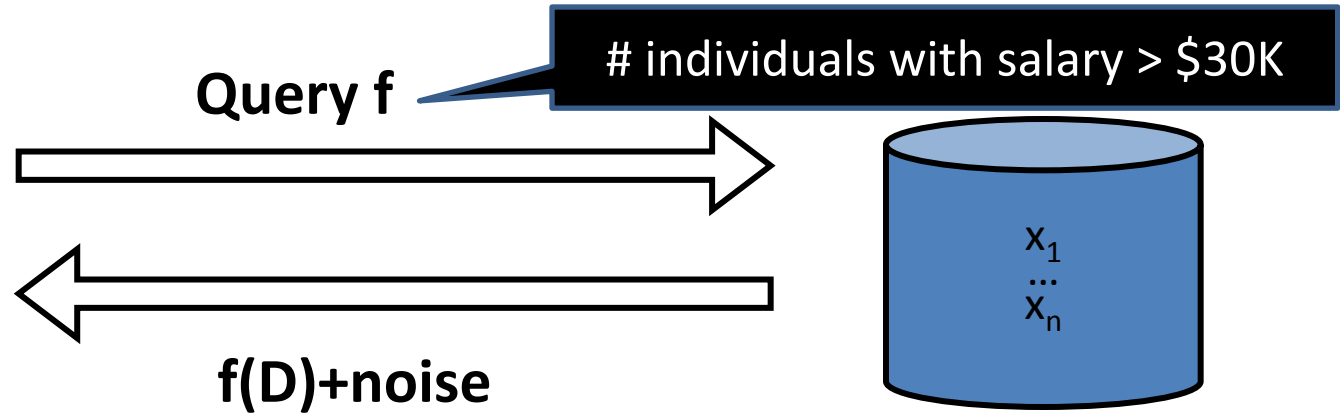 # individuals with salary > $30K
Query f
x₁
...
xₙ
f(D)+noise